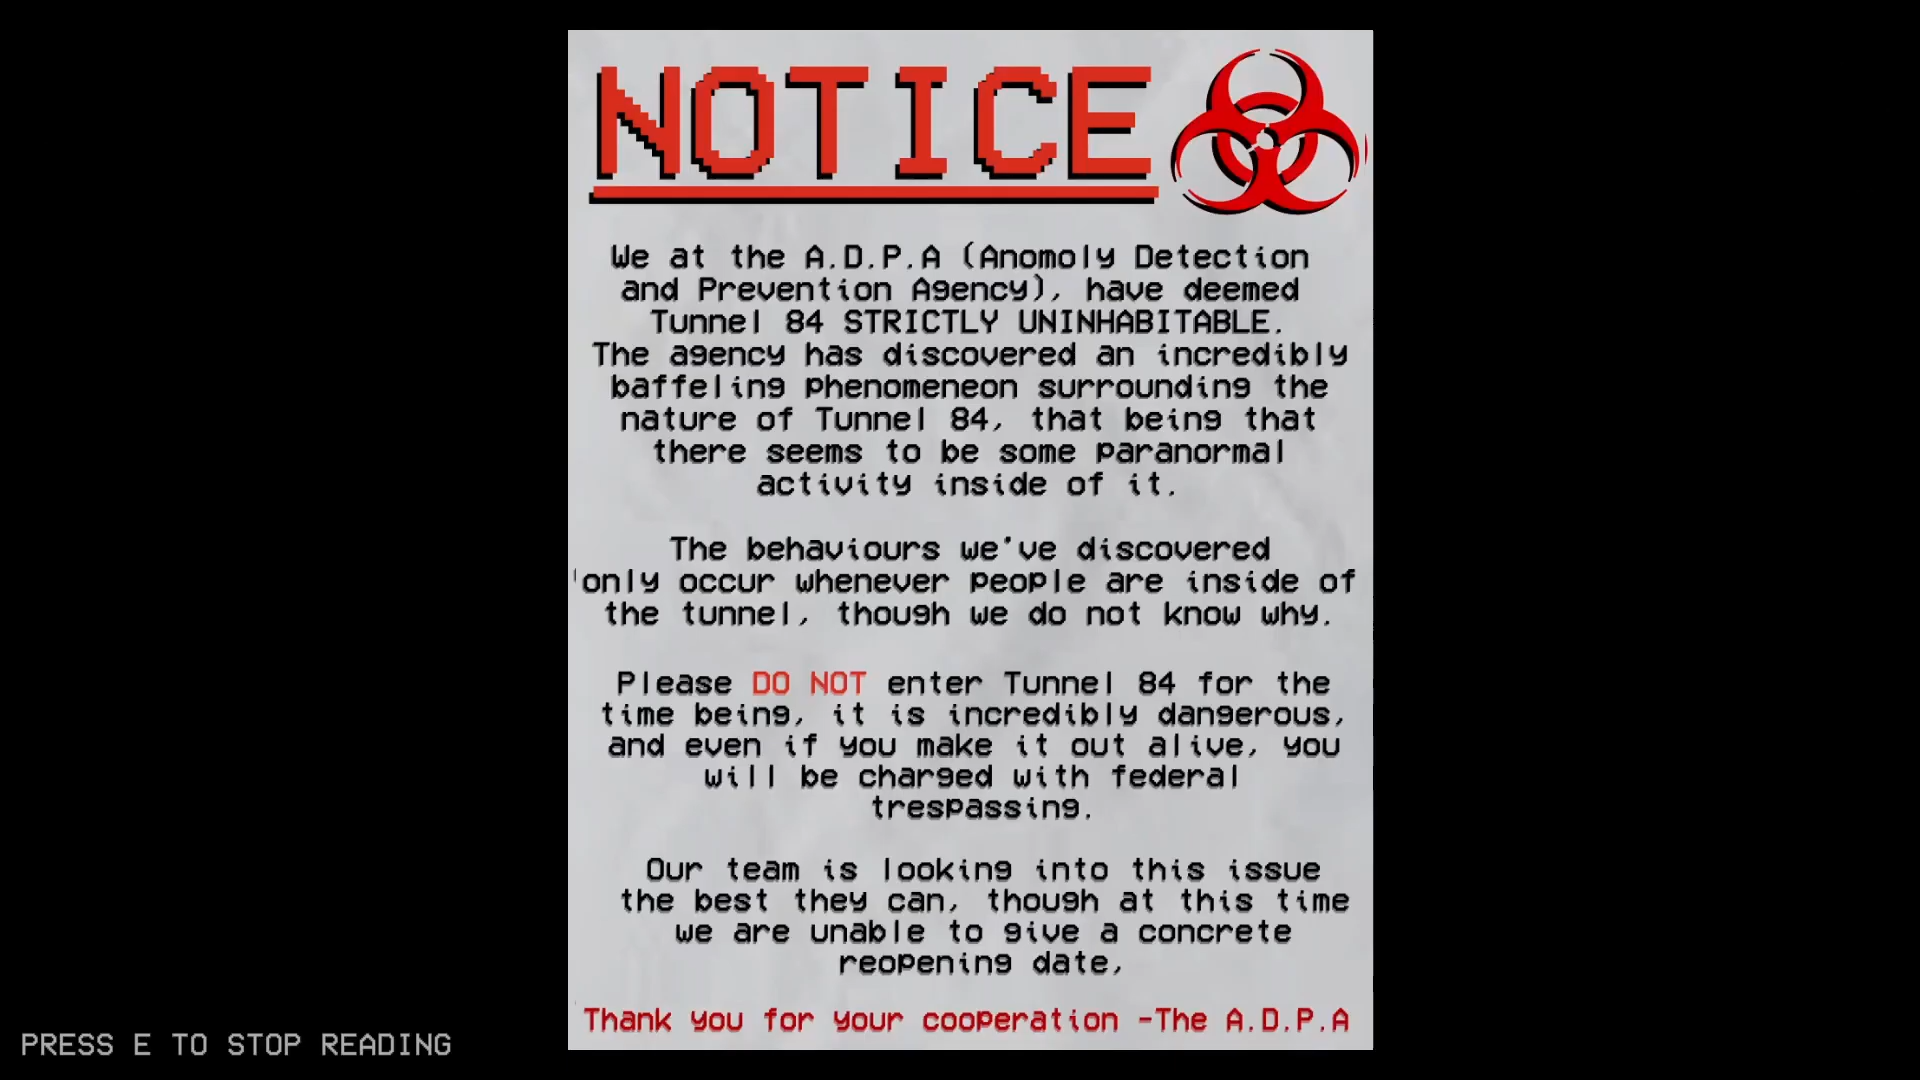 NOTICE
We at the A.D.P.A (Anomoly Detection
and Prevention Agency), have deemed
Tunnel 84 STRICTLY UNINHABITABLE.
The agency has discovered an incredibly
baffeling phenomeneon surrounding the
nature of Tunnel 84, that being that
there seems to be some paranormal
activity inside of it.
The behaviours we've discovered
only occur whenever people are inside of
the tunnel, though we do not know why.
Please DO NOT enter Tunnel 84 for the
time being, it is incredibly dangerous,
and even if you make it out alive, you
will be charged with federal
trespassing.
Our team is looking into this issue
the best they can, though at this time
we are unable to give a concrete
reopening date,
Thank you for your cooperation -The A.D.P.A
PRESS E TO STOP READING